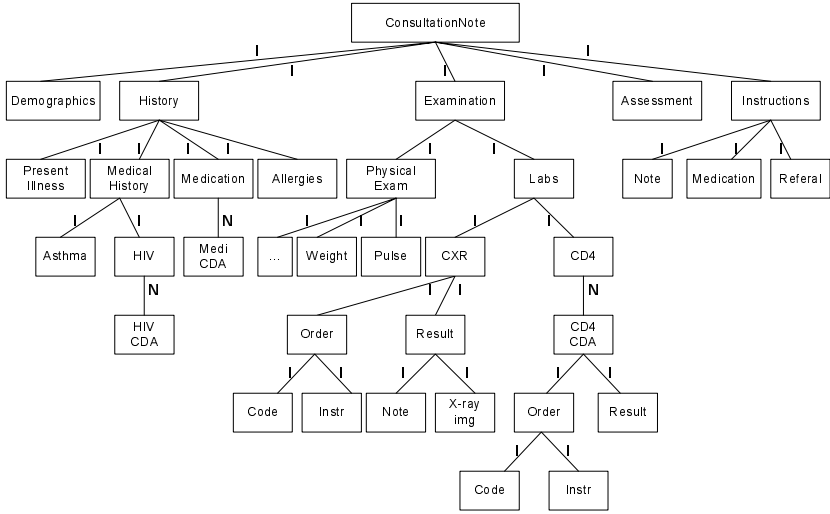 ConsultationNote
I
I
I
I
I
Demographics
History
Examination
Assessment
Instructions
I
I
I
I
I
I
I
I
I
Present
Illness
Medical
History
Medication
Allergies
Physical
Exam
Labs
Note
Medication
Referal
I
I
N
I
I
I
I
I
Asthma
HIV
Medi
CDA
...
Weight
Pulse
CXR
CD4
N
I
I
N
HIV
CDA
Order
Result
CD4
CDA
I
I
I
I
I
I
Code
Instr
Note
X-ray
img
Order
Result
I
I
Code
Instr